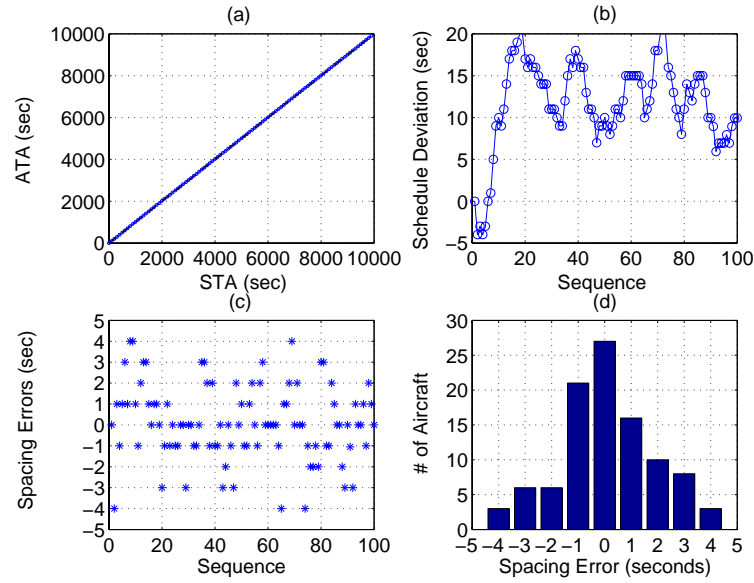 (a)
10000
8000
6000
4000
2000
0
ATA (sec)
0 2000 4000 6000 8000 10000
STA (sec)
(b)
20
15
10
5
0
−5
Schedule Deviation (sec)
0 20 40 60 80 100
Sequence
(c)
5
4
3
2
1
0
−1
−2
−3
−4
−5
Spacing Errors (sec)
0 20 40 60 80 100
Sequence
(d)
30
25
20
15
10
5
0
# of Aircraft
−5 −4 −3 −2 −1 0 1 2 3 4 5
Spacing Error (seconds)